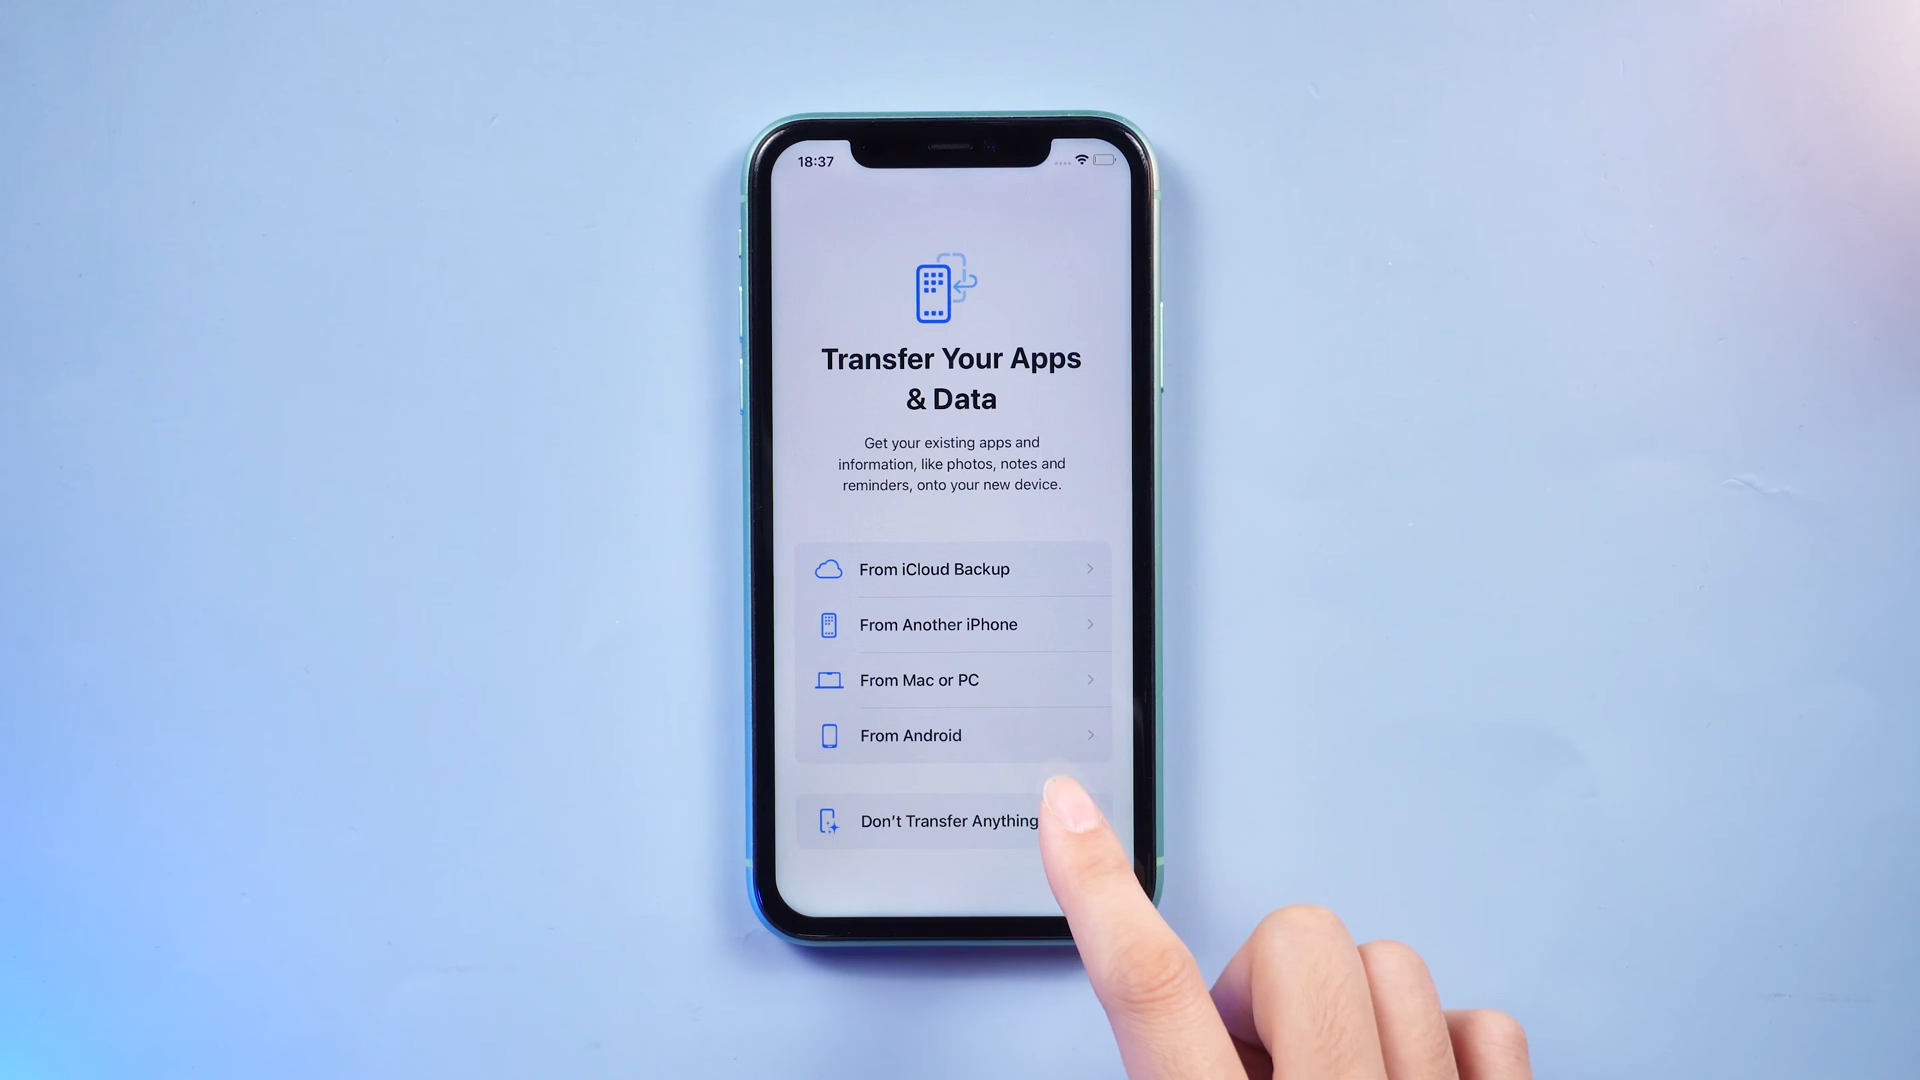 18:37
Transfer Your Apps
& Data
Get your existing apps and
information, like photos, notes and
reminders, onto your new device.
From iCloud Backup
From Another iPhone
From Mac or PC
From Android
Don’t Transfer Anything